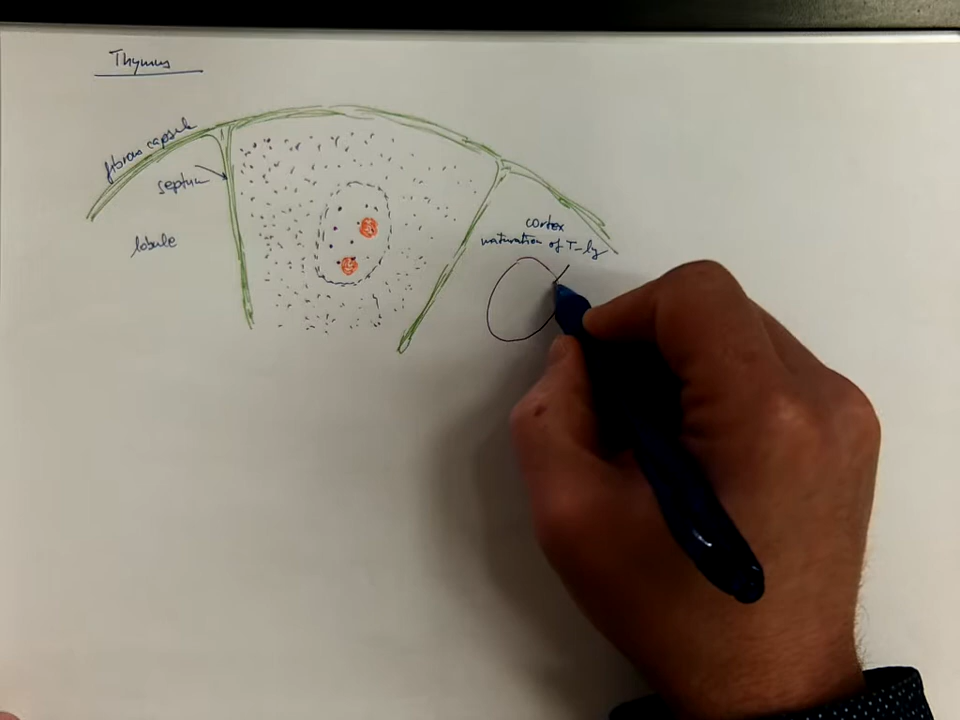 Thymus
fibrous capsule
septum
lobule
cortex
maturation of T-ly